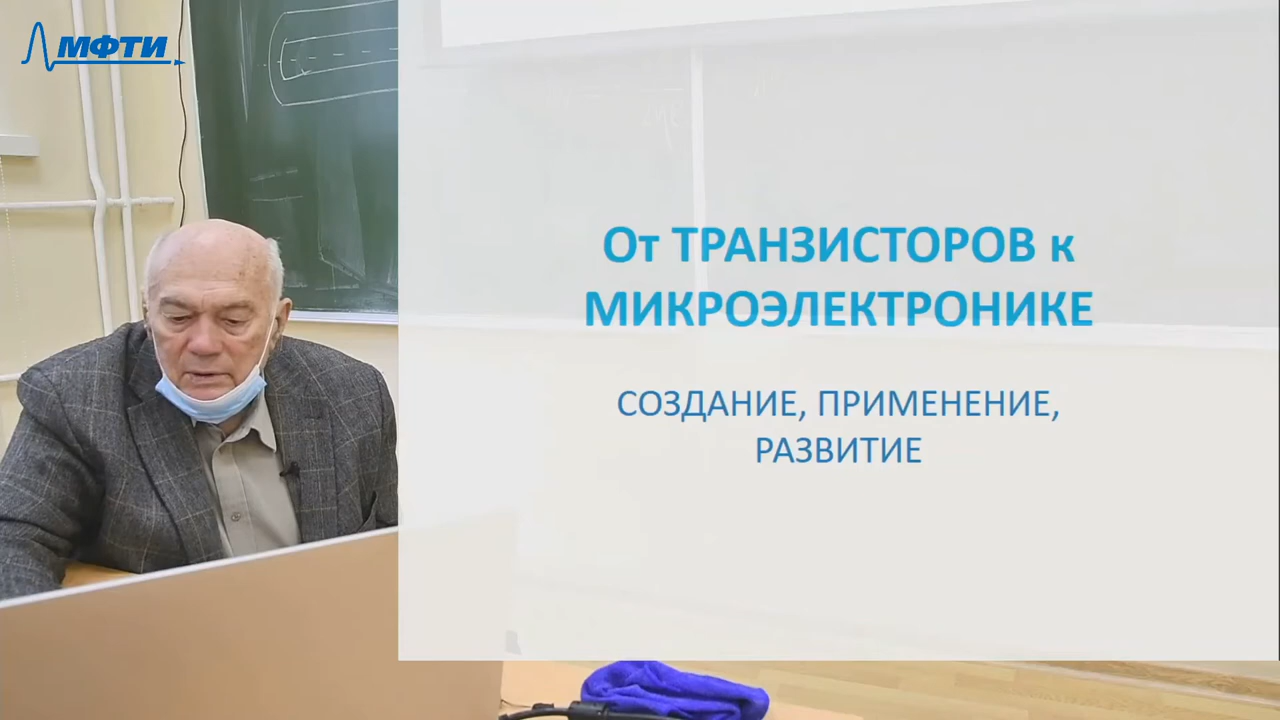 МФТИ
От ТРАНЗИСТОРОВ к
МИКРОЭЛЕКТРОНИКЕ
СОЗДАНИЕ, ПРИМЕНЕНИЕ,
РАЗВИТИЕ